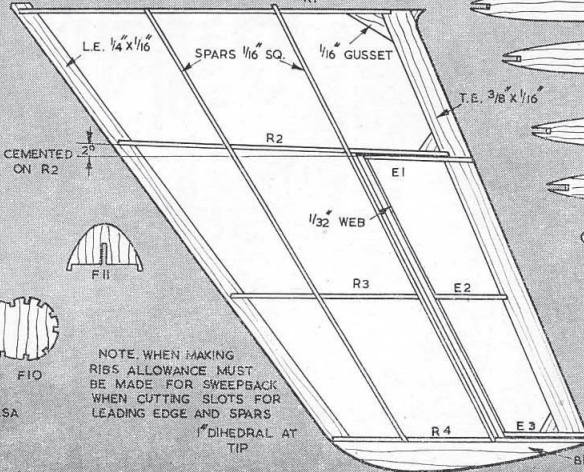 L.E. 1/4" X 1/16"
SPARS 1/16" SQ.
1/16" GUSSET
T.E. 3/8" X 1/16"
CEMENTED
ON R2
2°
R2
E1
1/32" WEB
F11
R3
E2
F10
NOTE. WHEN MAKING
RIBS ALLOWANCE MUST
BE MADE FOR SWEEPBACK
WHEN CUTTING SLOTS FOR
LEADING EDGE AND SPARS
1" DIHEDRAL AT
TIP
R4
E3